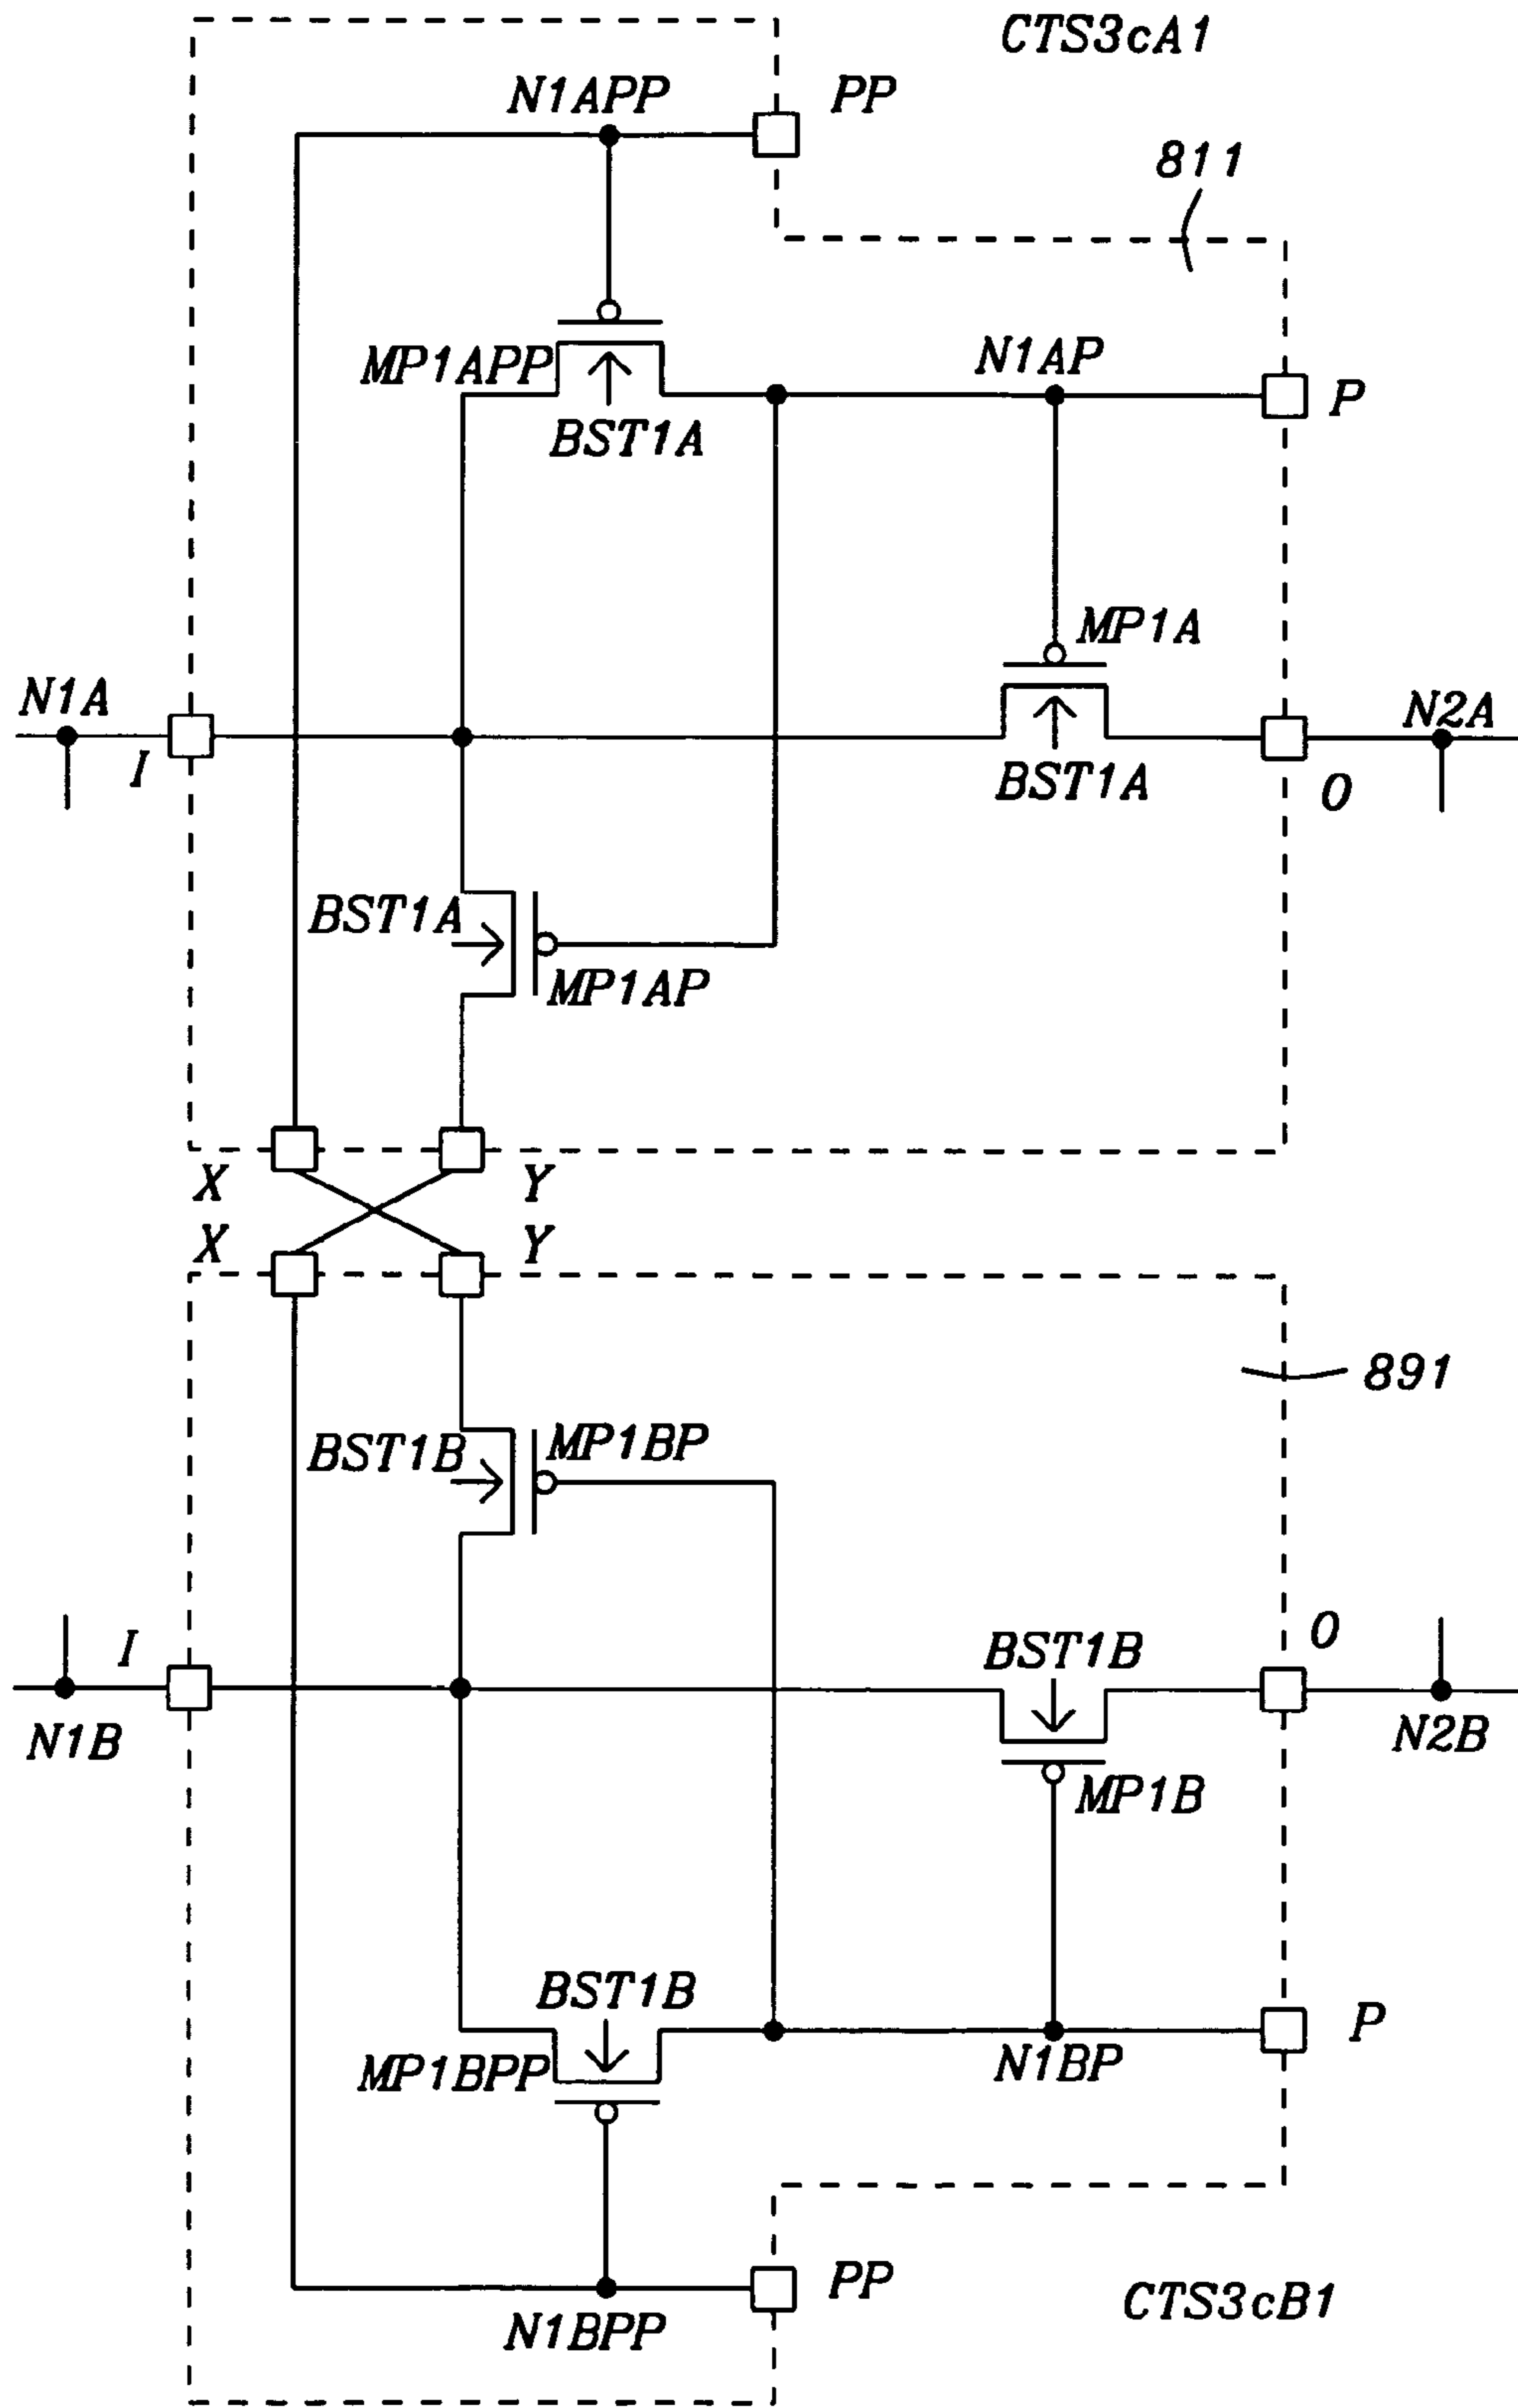 CTS3cA1
N1APP
PP
811
MP1APP
N1AP
P
BST1A
MP1A
N1A
I
N2A
BST1A
O
BST1A
MP1AP
X
Y
X
Y
891
BST1B
MP1BP
I
O
BST1B
N1B
N2B
MP1B
BST1B
P
MP1BPP
N1BP
PP
CTS3cB1
N1BPP